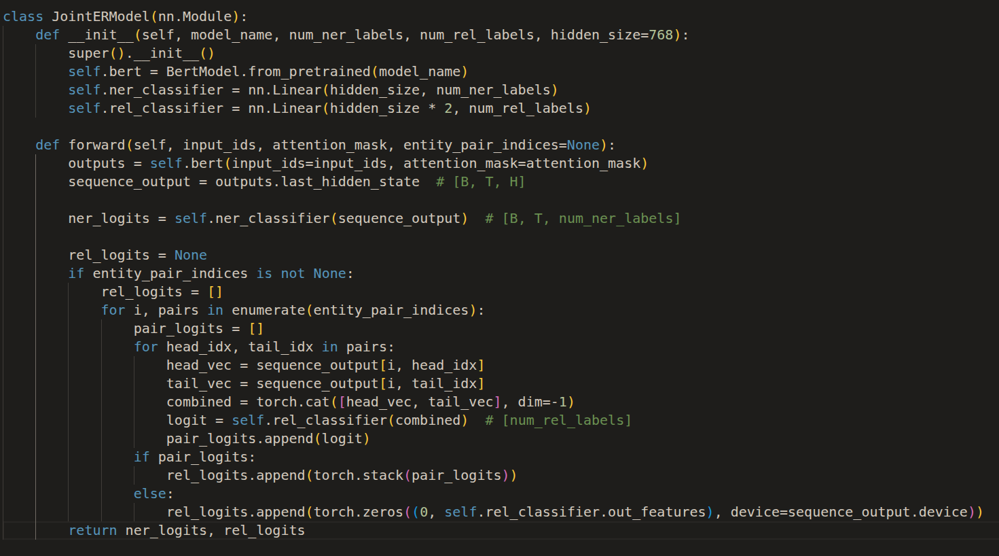 class JointERModel(nn.Module):
    def __init__(self, model_name, num_ner_labels, num_rel_labels, hidden_size=768):
        super().__init__()
        self.bert = BertModel.from_pretrained(model_name)
        self.ner_classifier = nn.Linear(hidden_size, num_ner_labels)
        self.rel_classifier = nn.Linear(hidden_size * 2, num_rel_labels)

    def forward(self, input_ids, attention_mask, entity_pair_indices=None):
        outputs = self.bert(input_ids=input_ids, attention_mask=attention_mask)
        sequence_output = outputs.last_hidden_state  # [B, T, H]

        ner_logits = self.ner_classifier(sequence_output)  # [B, T, num_ner_labels]

        rel_logits = None
        if entity_pair_indices is not None:
            rel_logits = []
            for i, pairs in enumerate(entity_pair_indices):
                pair_logits = []
                for head_idx, tail_idx in pairs:
                    head_vec = sequence_output[i, head_idx]
                    tail_vec = sequence_output[i, tail_idx]
                    combined = torch.cat([head_vec, tail_vec], dim=-1)
                    logit = self.rel_classifier(combined)  # [num_rel_labels]
                    pair_logits.append(logit)
                if pair_logits:
                    rel_logits.append(torch.stack(pair_logits))
                else:
                    rel_logits.append(torch.zeros((0, self.rel_classifier.out_features), device=sequence_output.device))
        return ner_logits, rel_logits